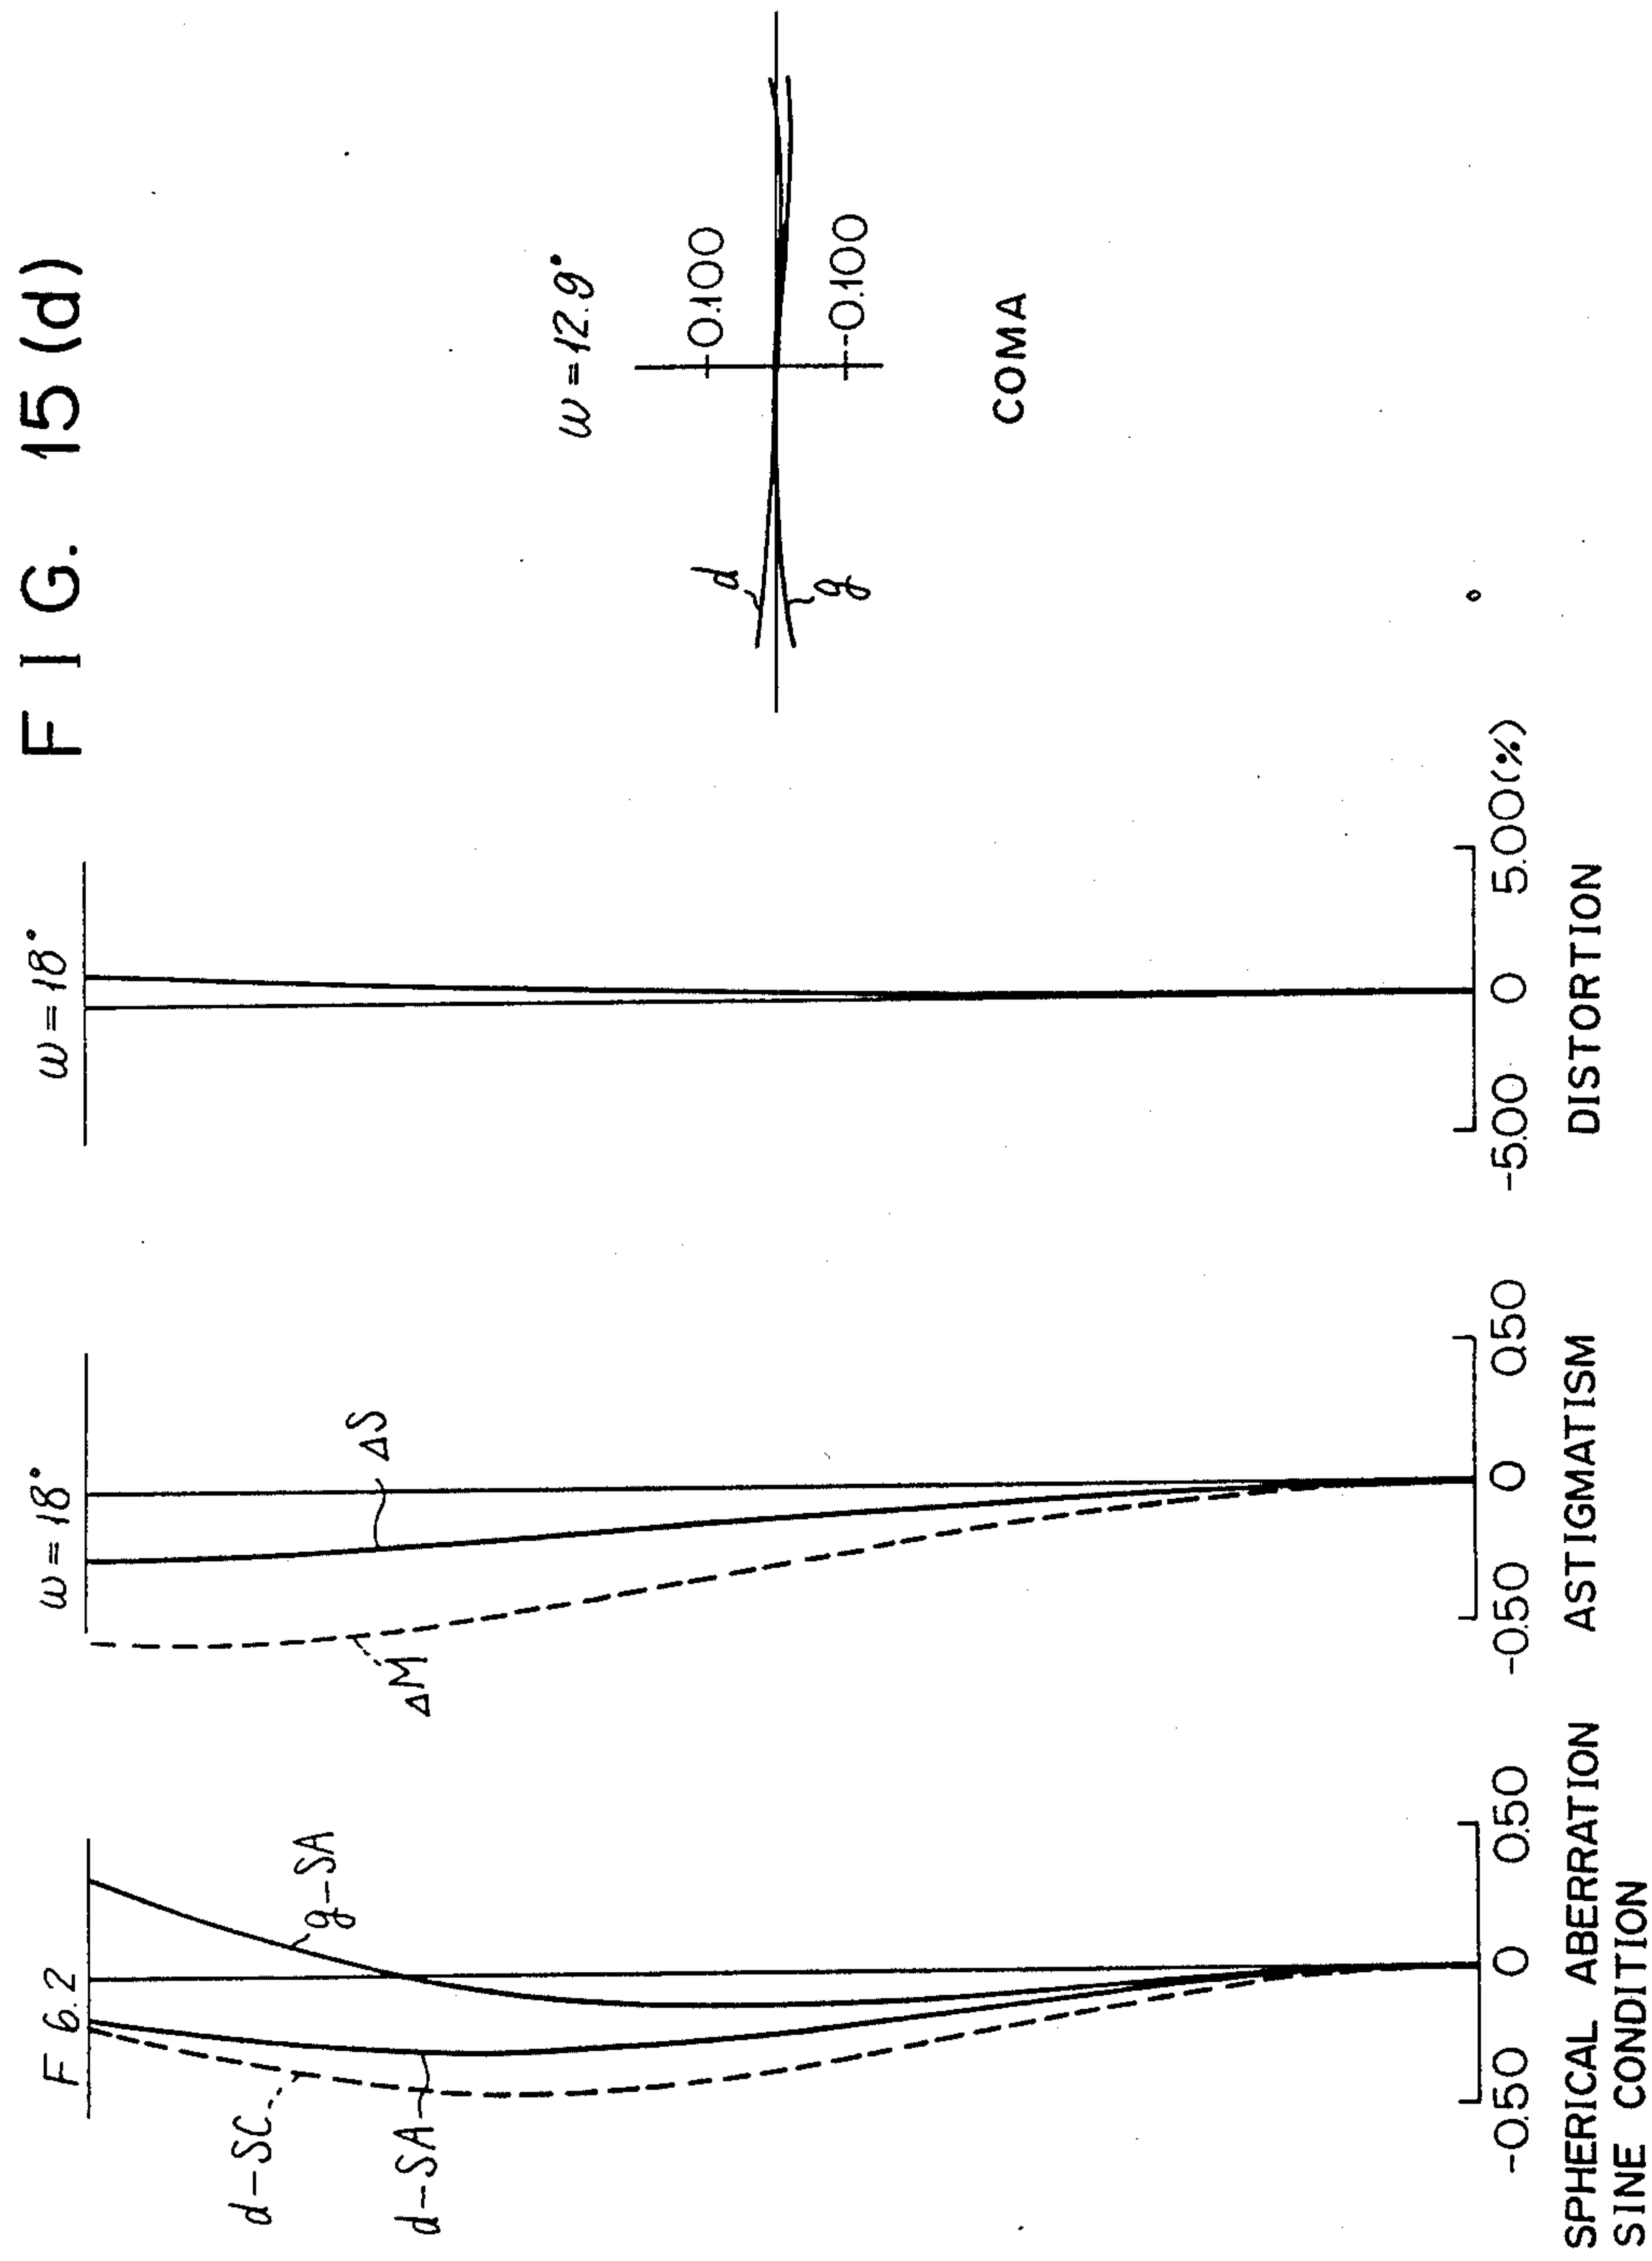 FIG. 15 (d)
F 6.2
d-SC
d-SA
g-SA
-0.50 0 0.50
SPHERICAL ABERRATION
SINE CONDITION
ω = 18°
ΔM
ΔS
-0.50 0 0.50
ASTIGMATISM
ω = 18°
-5.00 0 5.00(%)
DISTORTION
ω = 12.9°
0.100
d
g
-0.100
COMA